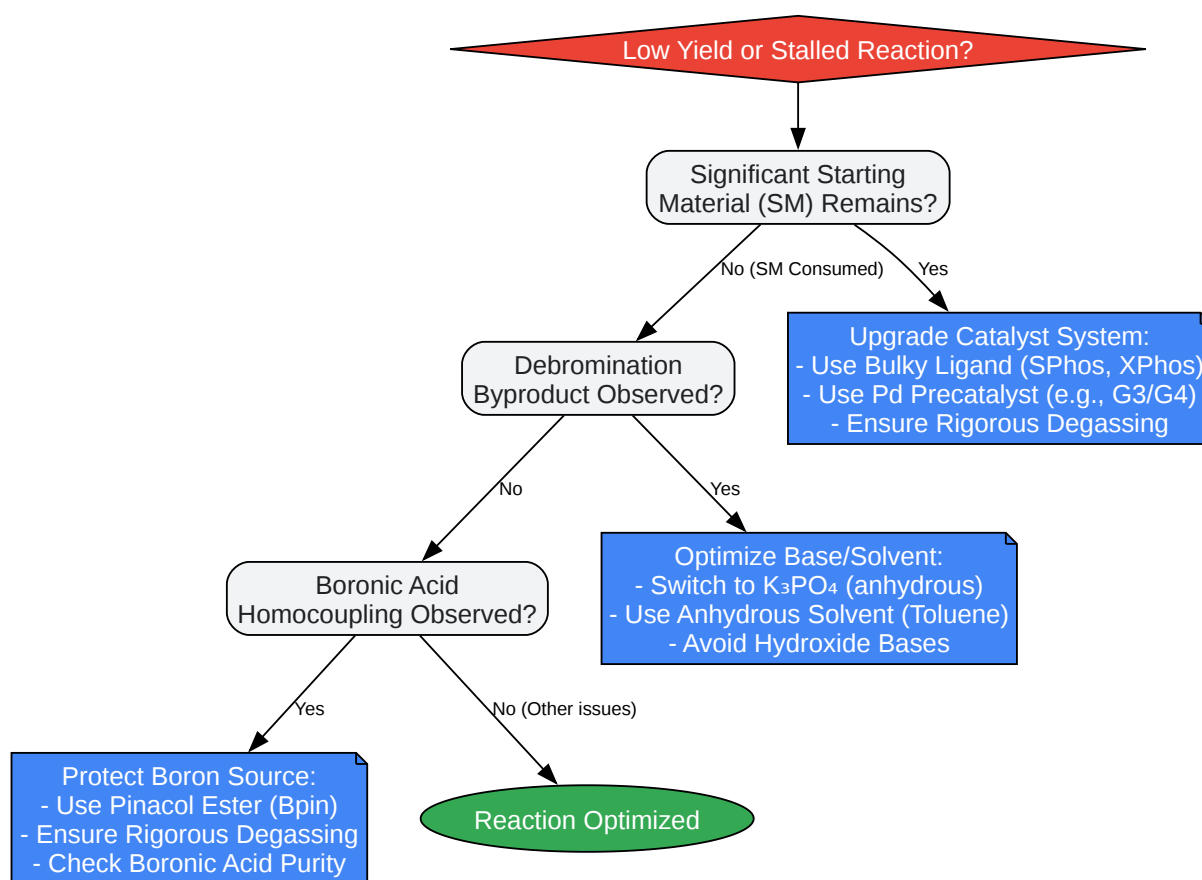 Low Yield or Stalled Reaction?
Significant Starting
Material (SM) Remains?
No (SM Consumed)
Yes
Upgrade Catalyst System:
- Use Bulky Ligand (SPhos, XPhos)
- Use Pd Precatalyst (e.g., G3/G4)
- Ensure Rigorous Degassing
Debromination
Byproduct Observed?
No
Yes
Optimize Base/Solvent:
- Switch to K₃PO₄ (anhydrous)
- Use Anhydrous Solvent (Toluene)
- Avoid Hydroxide Bases
Boronic Acid
Homocoupling Observed?
Yes
No (Other issues)
Protect Boron Source:
- Use Pinacol Ester (Bpin)
- Ensure Rigorous Degassing
- Check Boronic Acid Purity
Reaction Optimized